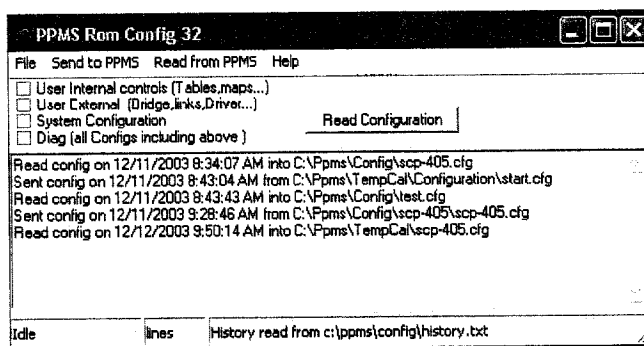 PPMS Rom Config 32
File Send to PPMS Read from PPMS Help
User Internal controls (Tables,maps...)
User External (Bridge,links,Driver...)
System Configuration
Read Configuration
Diag (all Configs including above )
Read config on 12/11/2003 8:34:07 AM into C:\Ppms\Config\scp-405.cfg
Sent config on 12/11/2003 8:43:04 AM from C:\Ppms\TempCal\Configuration\start.cfg
Read config on 12/11/2003 8:43:43 AM into C:\Ppms\Config\test.cfg
Sent config on 12/11/2003 9:28:46 AM from C:\Ppms\Config\scp-405\scp-405.cfg
Read config on 12/12/2003 9:50:14 AM into C:\Ppms\TempCal\scp-405.cfg
Idle lines History read from c:\ppms\config\history.txt